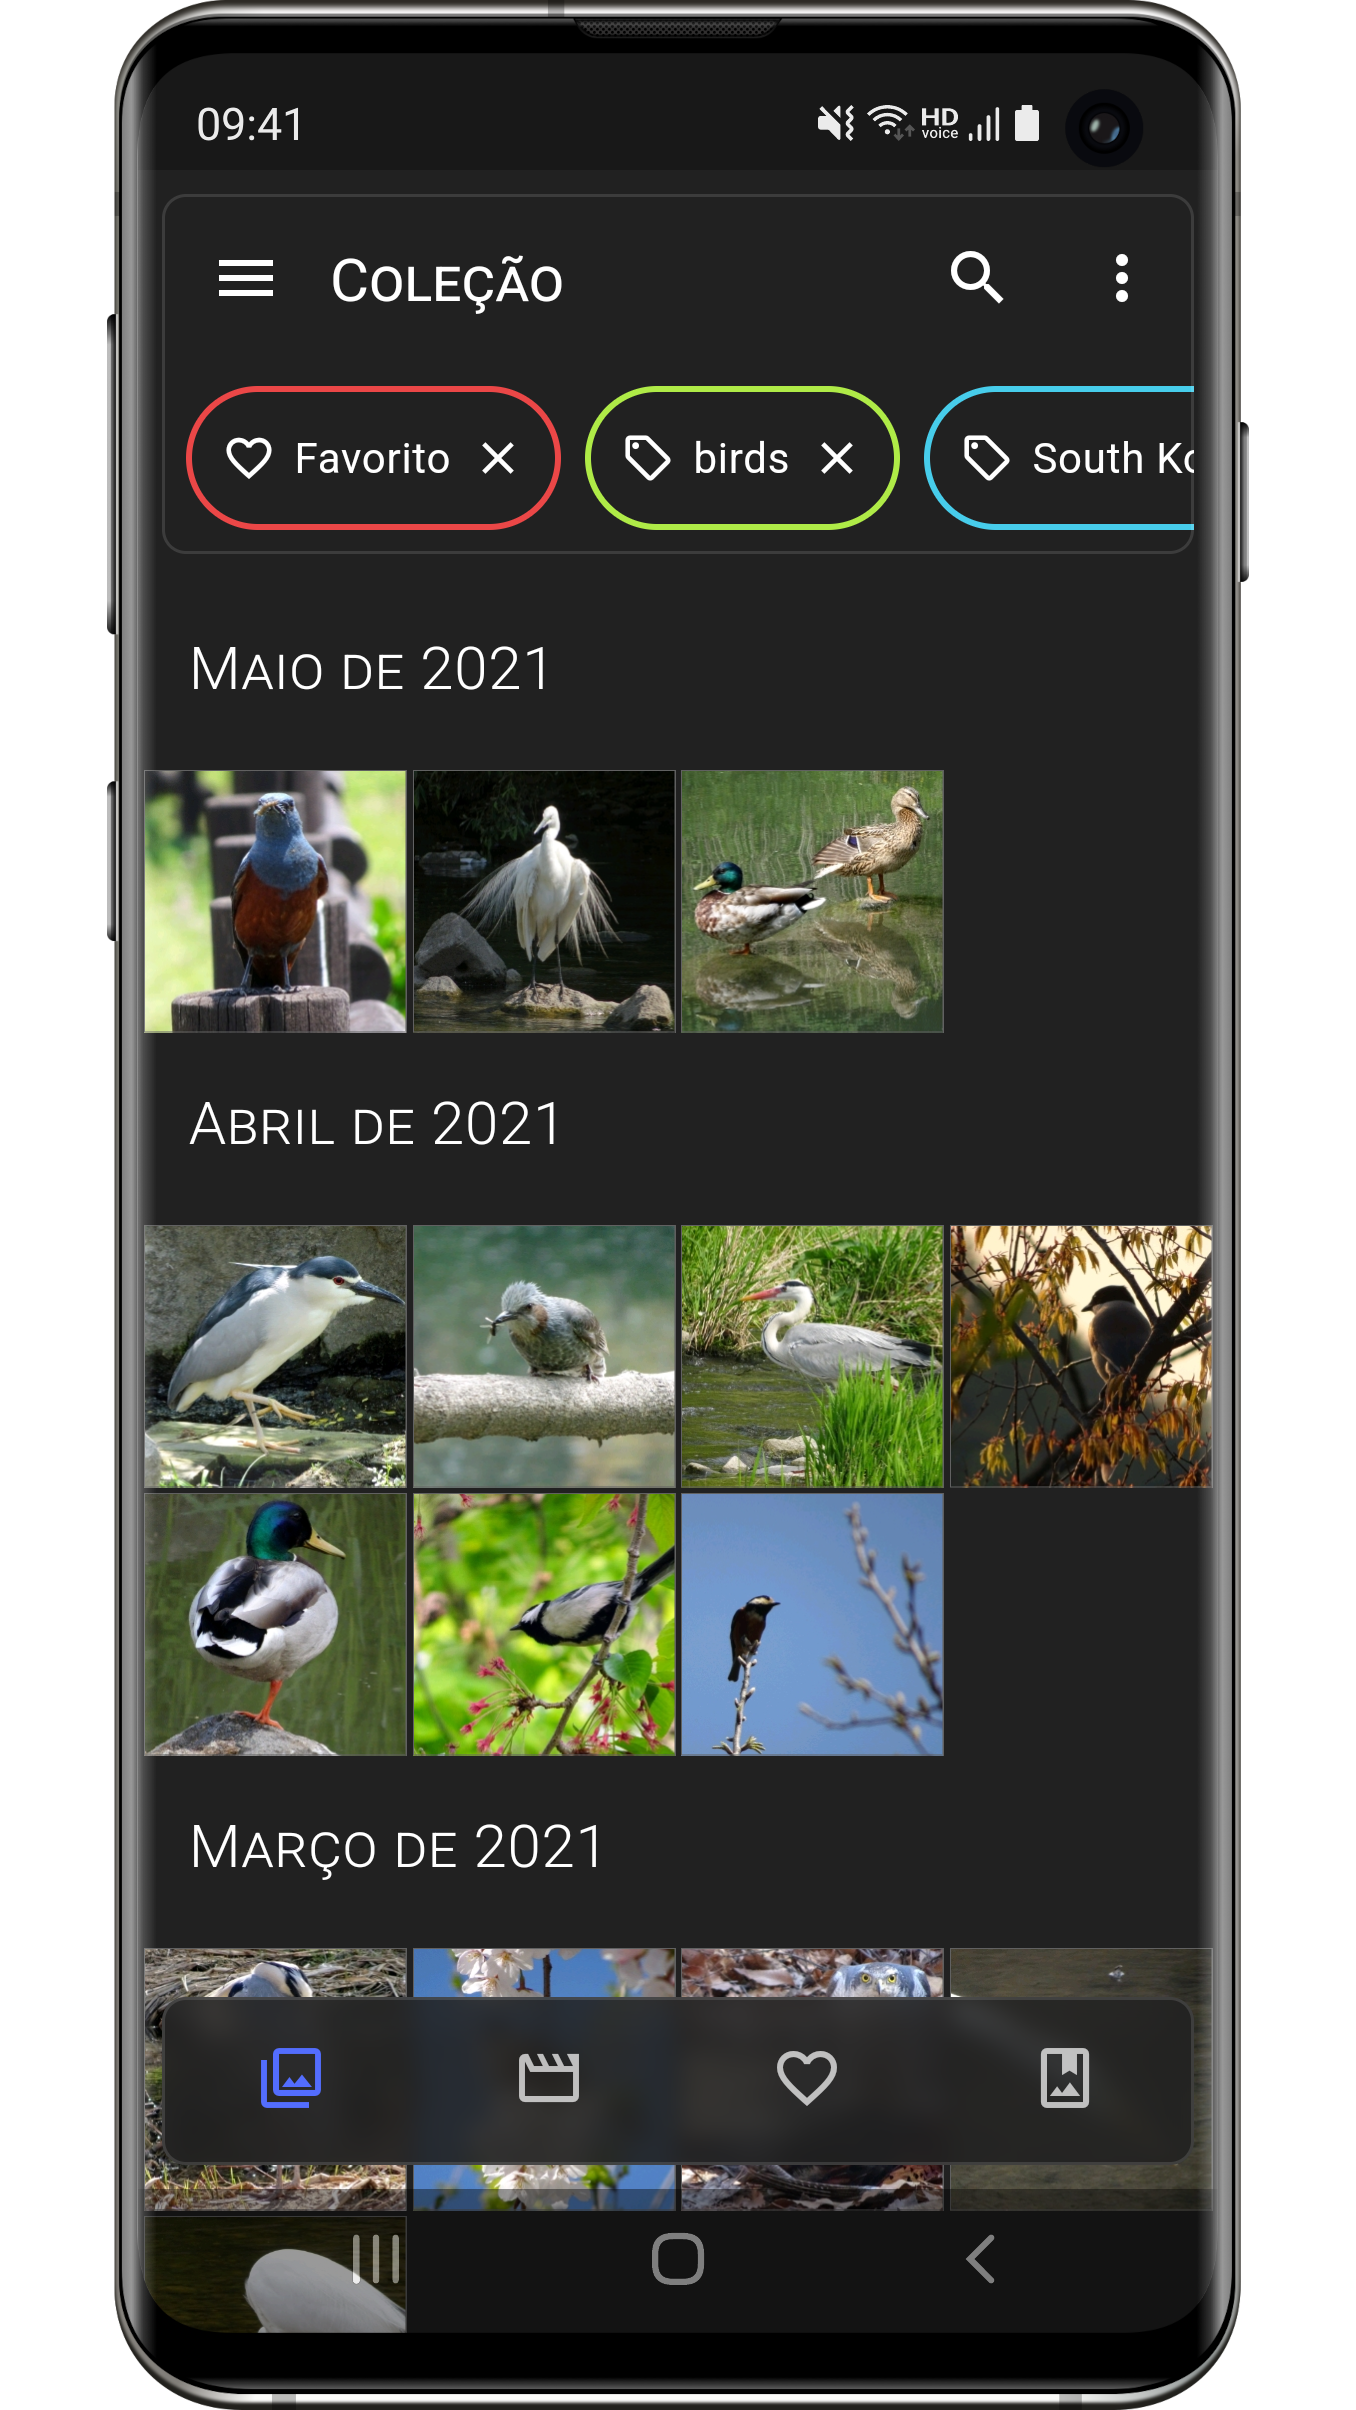 09:41
HD voice
COLEÇÃO
Favorito
birds
South
MAIO DE 2021
ABRIL DE 2021
MARÇO DE 2021